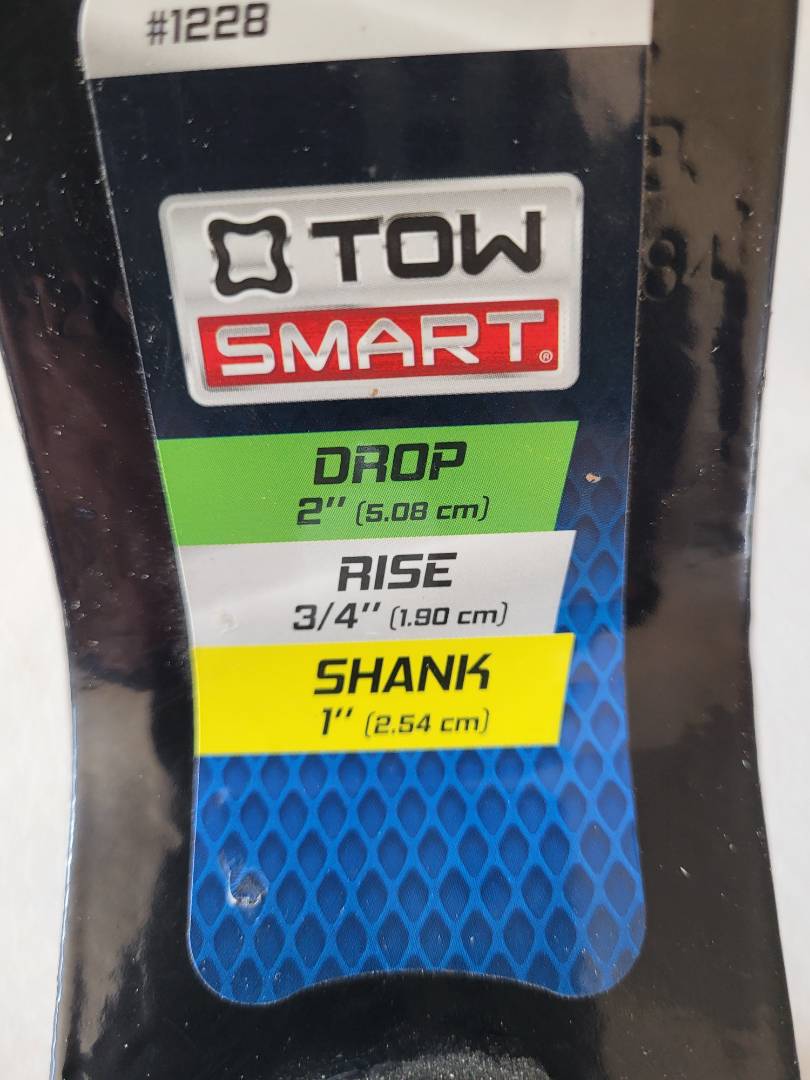 #1228
TOW
SMART®
DROP
2" (5.08 cm)
RISE
3/4" (1.90 cm)
SHANK
1" (2.54 cm)